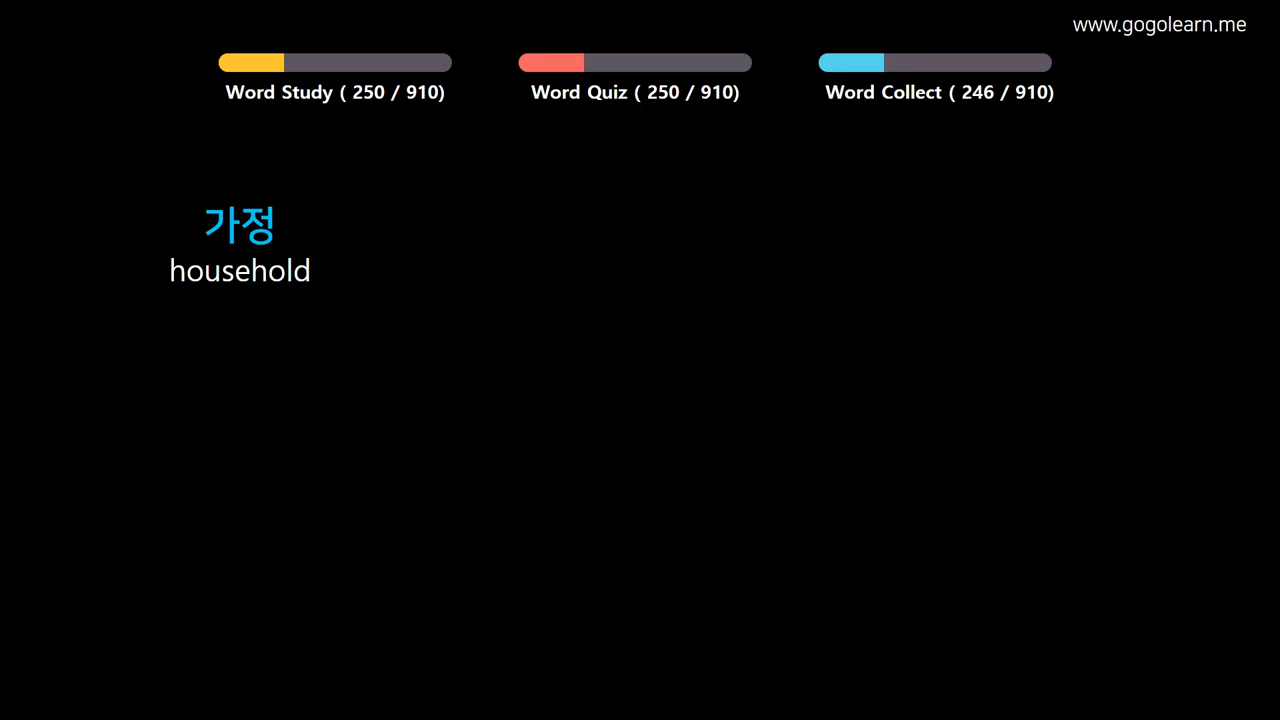 www.gogolearn.me
Word Study ( 250 / 910)
Word Quiz ( 250 / 910)
Word Collect ( 246 / 910)
가정
household